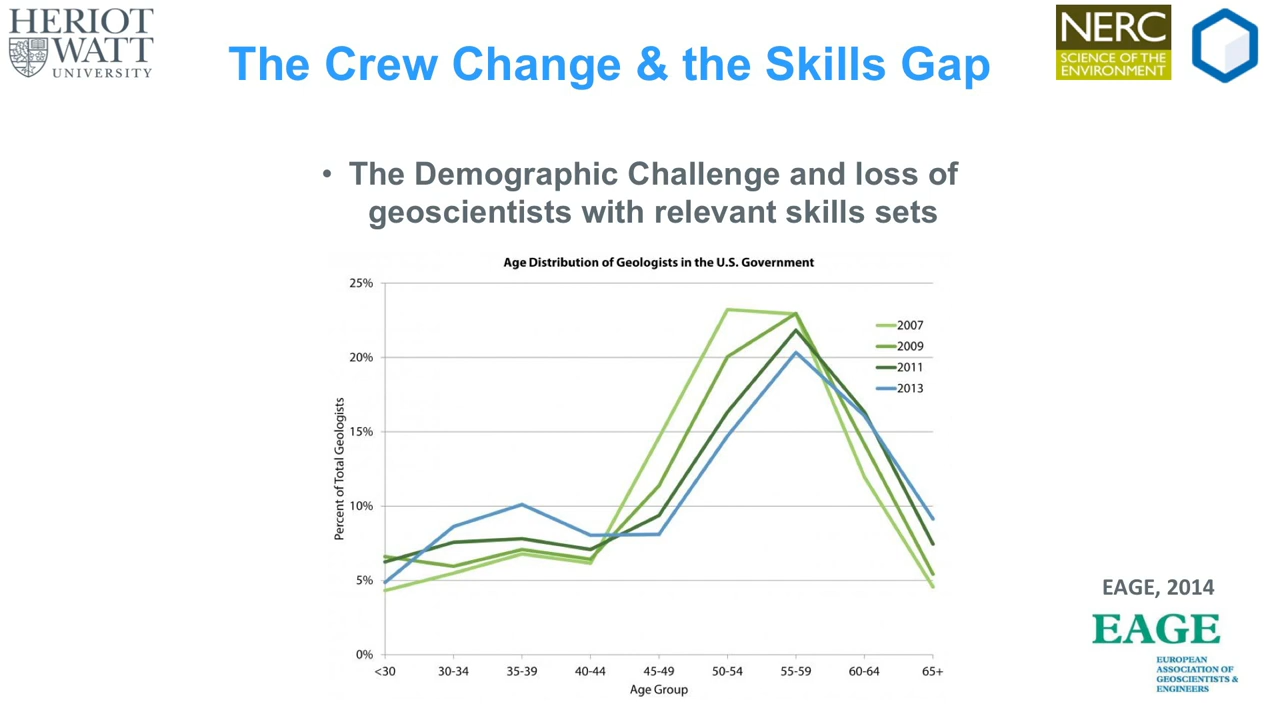 HERIOT
WATT
UNIVERSITY
The Crew Change & the Skills Gap
NERC
SCIENCE OF THE
ENVIRONMENT
• The Demographic Challenge and loss of
geoscientists with relevant skills sets
Age Distribution of Geologists in the U.S. Government
25%
20%
15%
10%
5%
0%
Percent of Total Geologists
2007
2009
2011
2013
<30 30-34 35-39 40-44 45-49 50-54 55-59 60-64 65+
Age Group
EAGE, 2014
EAGE
EUROPEAN
ASSOCIATION OF
GEOSCIENTISTS &
ENGINEERS